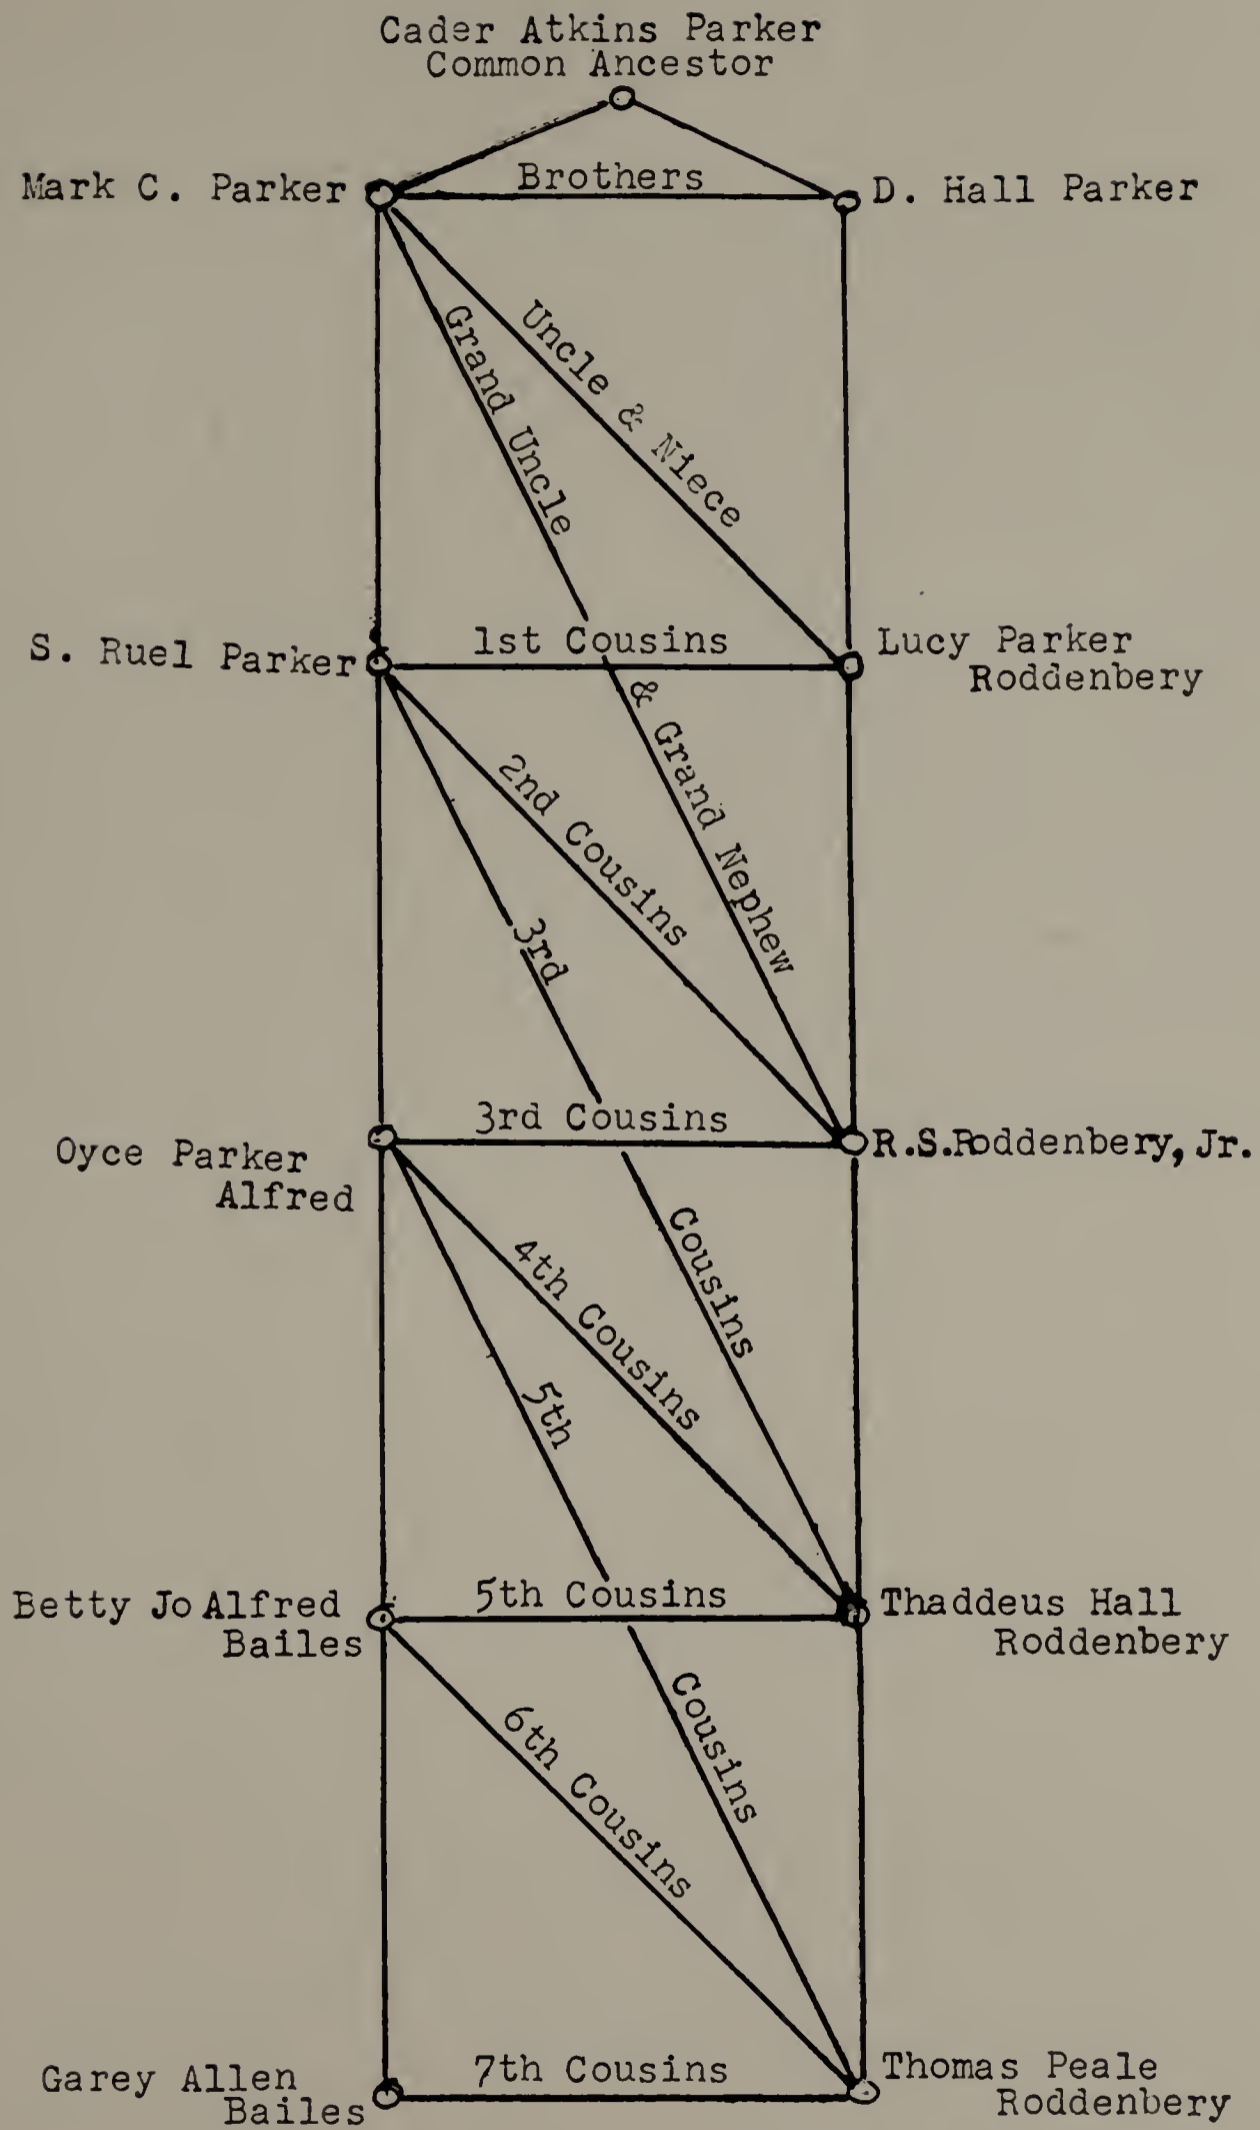 Cader Atkins Parker
Common Ancestor
Mark C. Parker
Brothers
D. Hall Parker
Uncle & Niece
Grand Uncle
& Grand Nephew
S. Ruel Parker
1st Cousins
Lucy Parker
Roddenbery
2nd Cousins
3rd
Cousins
Oyce Parker
Alfred
3rd Cousins
R.S.Roddenbery, Jr.
4th Cousins
5th
Cousins
Betty Jo Alfred
Bailes
5th Cousins
Thaddeus Hall
Roddenbery
6th Cousins
Garey Allen
Bailes
7th Cousins
Thomas Peale
Roddenbery